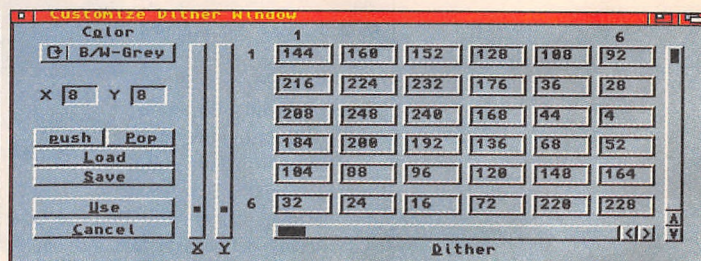 Customize Dither Window
Color
B/W-Grey
X 8 Y 8
Push Pop
Load
Save
Use
Cancel
X Y
1 6
1 144 160 152 128 108 92
216 224 232 176 36 28
208 248 240 168 44 4
184 200 192 136 68 52
104 88 96 120 148 164
6 32 24 16 72 220 228
Dither